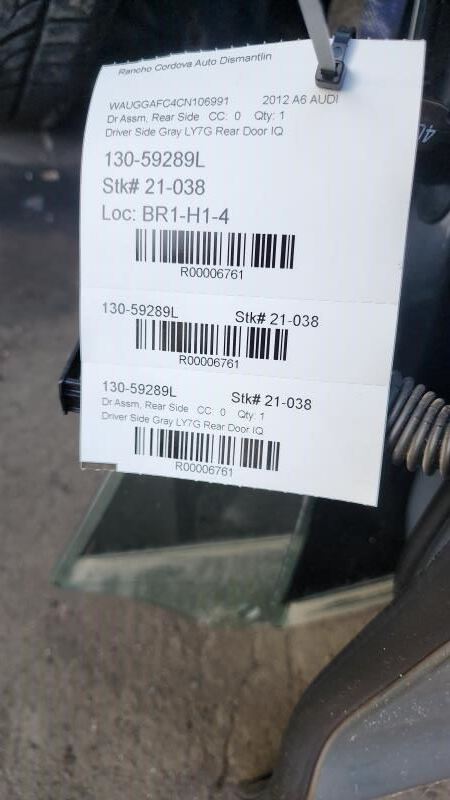 Rancho Cordova Auto Dismantlin
WAUGGAFC4CN106991 2012 A6 AUDI
Dr Assm, Rear Side CC: 0 Qty: 1
Driver Side Gray LY7G Rear Door IQ
130-59289L
Stk# 21-038
Loc: BR1-H1-4
R00006761
130-59289L Stk# 21-038
R00006761
130-59289L Stk# 21-038
Dr Assm, Rear Side CC: 0 Qty: 1
Driver Side Gray LY7G Rear Door IQ
R00006761